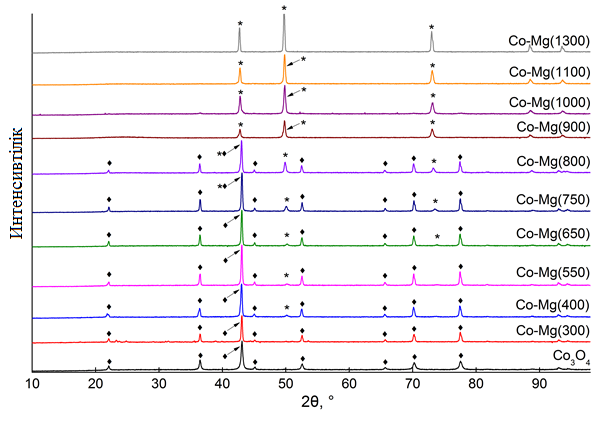 Co-Mg(1300)
Co-Mg(1100)
Co-Mg(1000)
Co-Mg(900)
Co-Mg(800)
Co-Mg(750)
Co-Mg(650)
Co-Mg(550)
Co-Mg(400)
Co-Mg(300)
Co₃O₄
Интенсивтілік
10 20 30 40 50 60 70 80 90
2θ, °